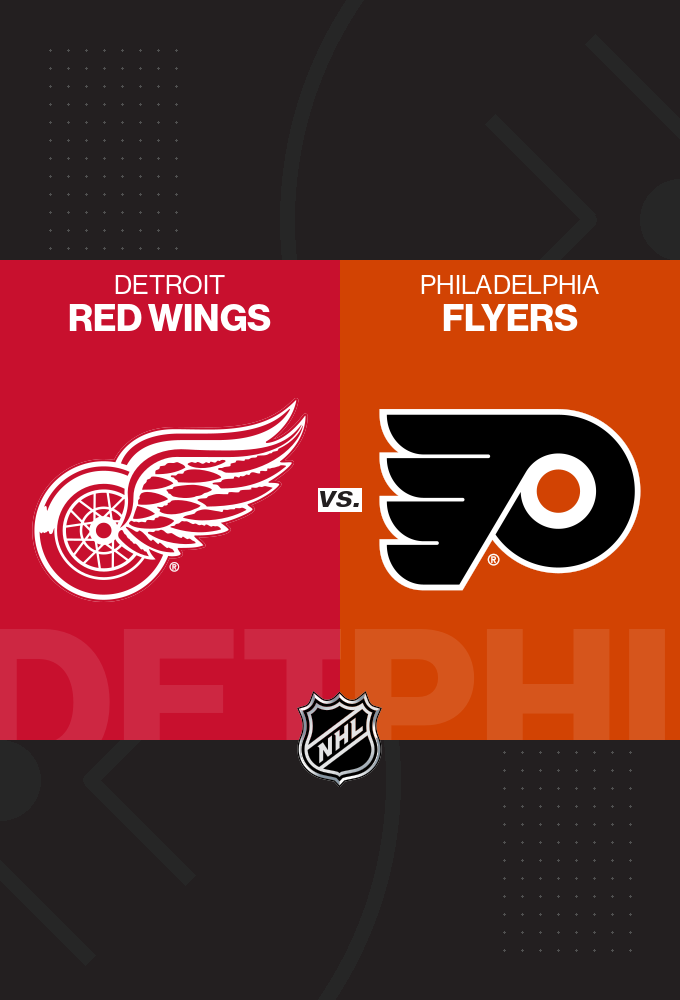 DETROIT
RED WINGS
PHILADELPHIA
FLYERS
vs.
®
®
DET
PHI
NHL